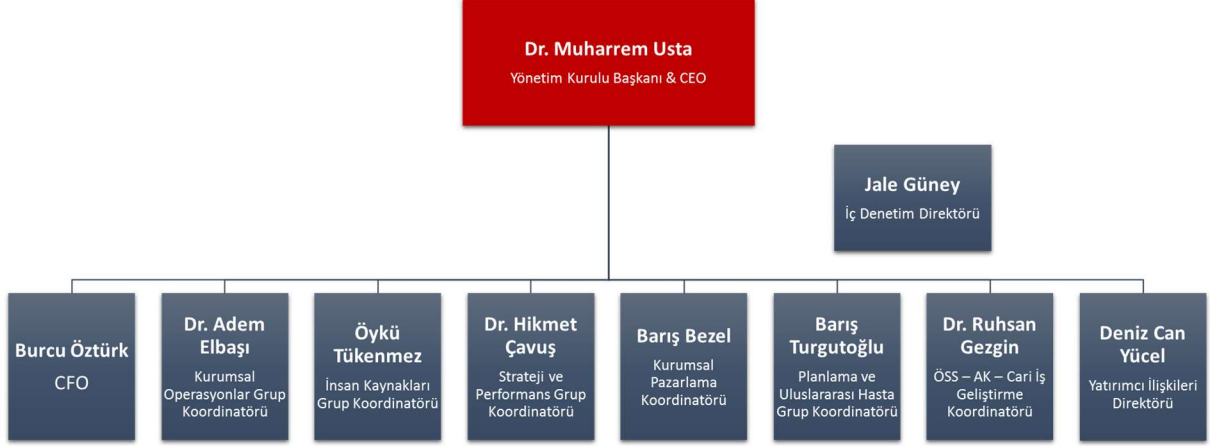 Dr. Muharrem Usta
Yönetim Kurulu Başkanı & CEO
Jale Güney
İç Denetim Direktörü
Burcu Öztürk
CFO
Dr. Adem
Elbaşı
Kurumsal
Operasyonlar Grup
Koordinatörü
Öykü
Tükenmez
İnsan Kaynakları
Grup Koordinatörü
Dr. Hikmet
Çavuş
Strateji ve
Performans Grup
Koordinatörü
Barış Bezel
Kurumsal
Pazarlama
Koordinatörü
Barış
Turgutoğlu
Planlama ve
Uluslararası Hasta
Grup Koordinatörü
Dr. Ruhsan
Gezgin
ÖSS – AK – Cari İş
Geliştirme
Koordinatörü
Deniz Can
Yücel
Yatırımcı İlişkileri
Direktörü